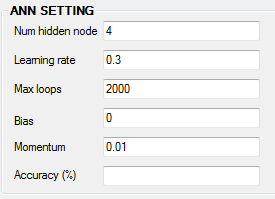 ANN SETTING
Num hidden node 4
Learning rate 0.3
Max loops 2000
Bias 0
Momentum 0.01
Accuracy (%)